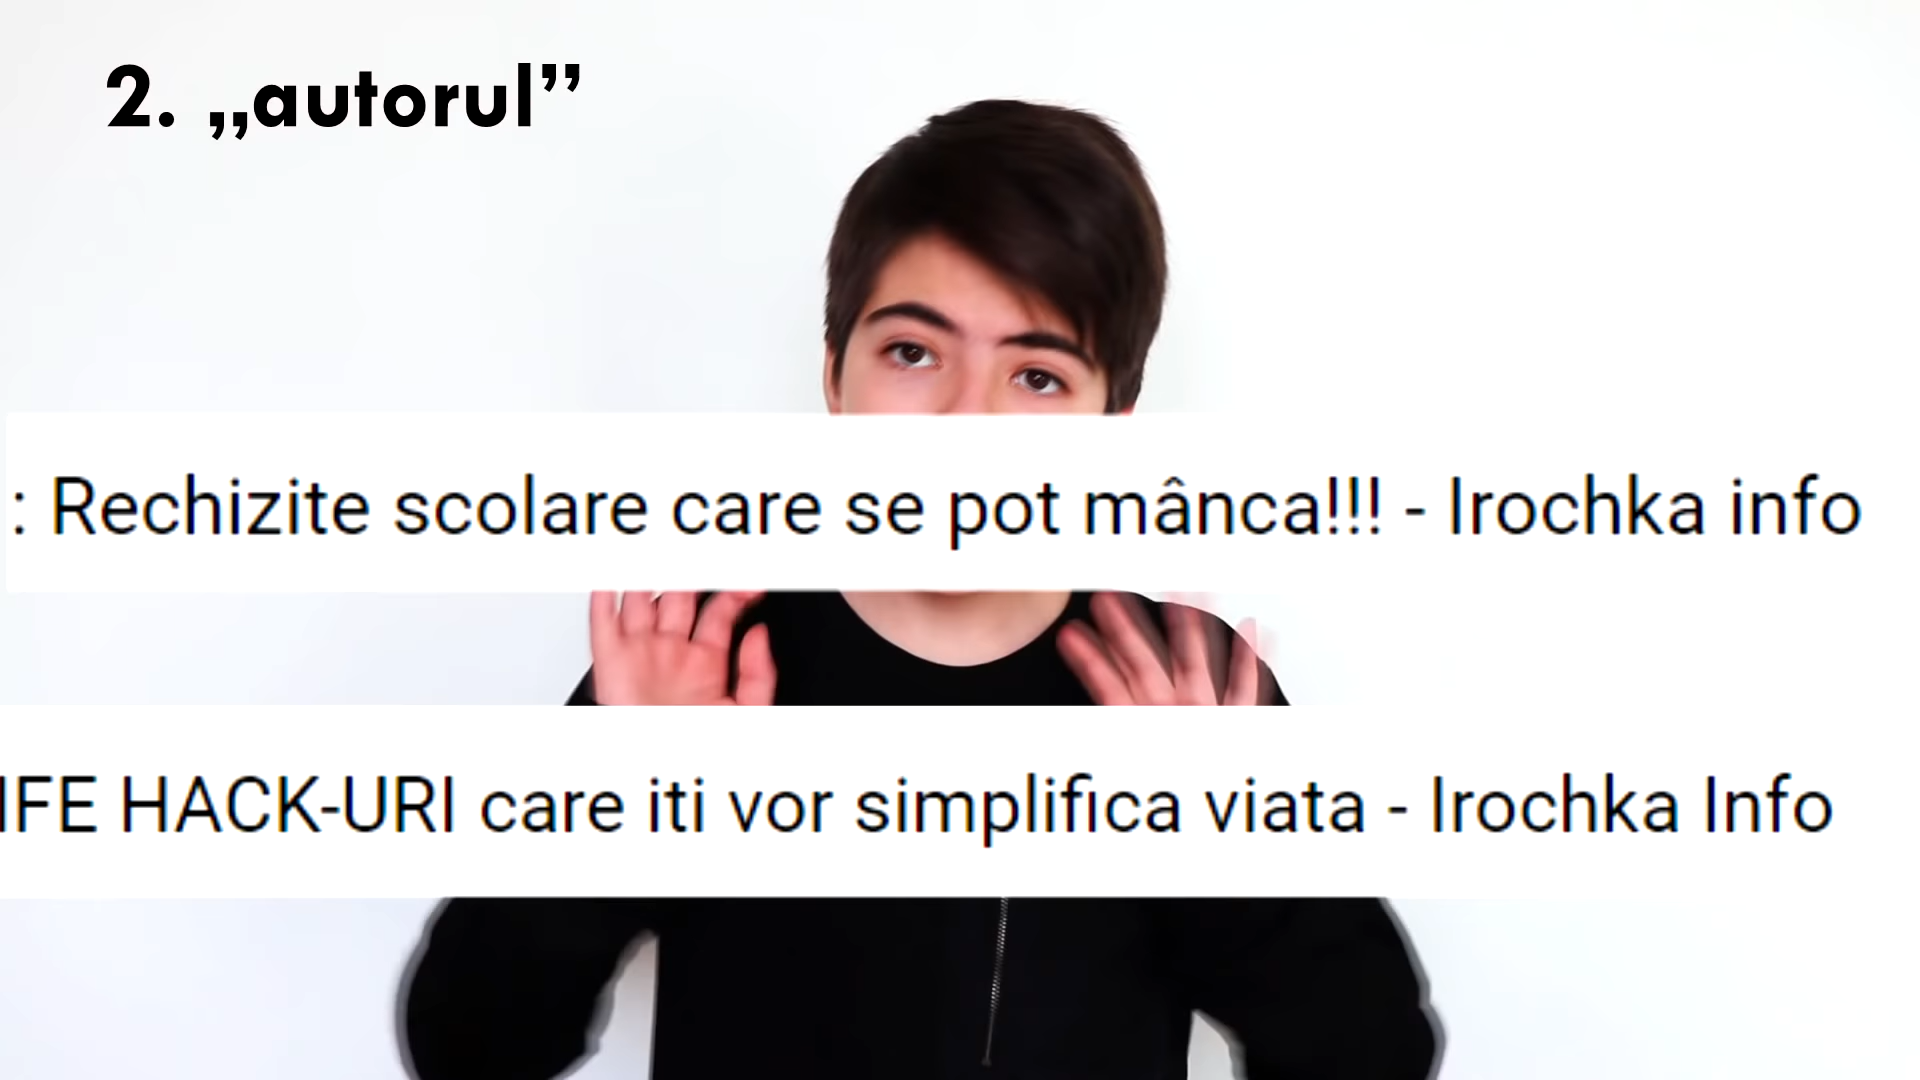 2. ,,autorul”
: Rechizite scolare care se pot mânca!!! - Irochka info
IFE HACK-URI care iti vor simplifica viata - Irochka Info